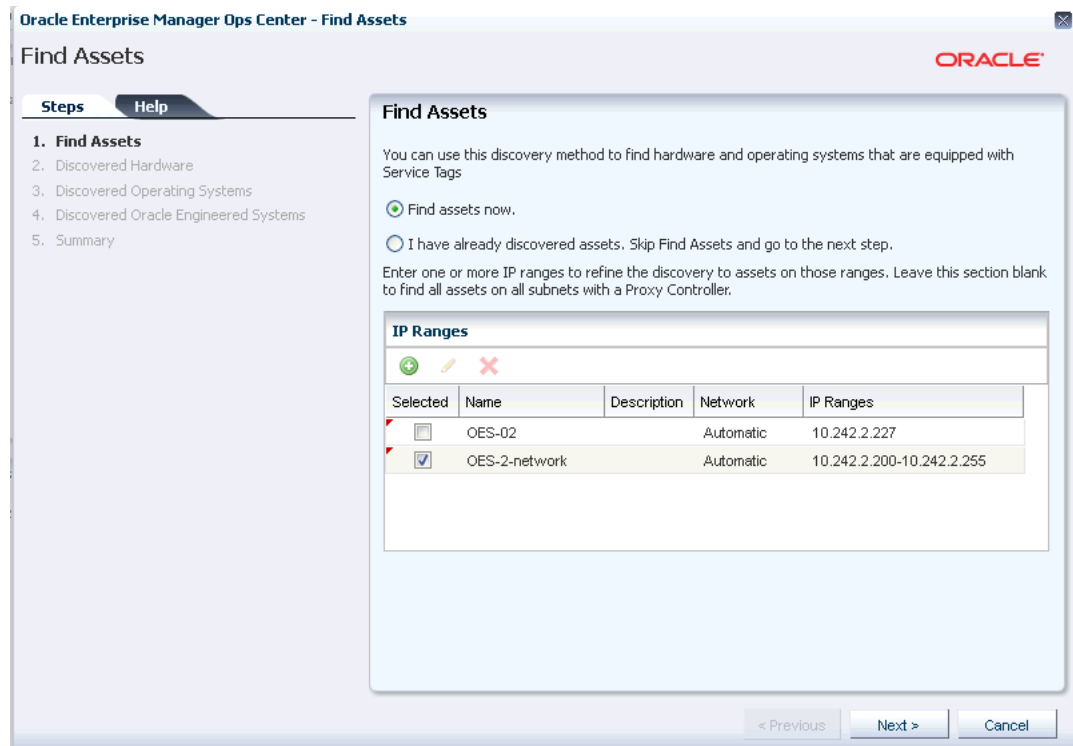 Oracle Enterprise Manager Ops Center - Find Assets
Find Assets
ORACLE
Steps
Help
1. Find Assets
2. Discovered Hardware
3. Discovered Operating Systems
4. Discovered Oracle Engineered Systems
5. Summary
Find Assets
You can use this discovery method to find hardware and operating systems that are equipped with
Service Tags
Find assets now.
I have already discovered assets. Skip Find Assets and go to the next step.
Enter one or more IP ranges to refine the discovery to assets on those ranges. Leave this section blank
to find all assets on all subnets with a Proxy Controller.
IP Ranges
Selected Name Description Network IP Ranges
OES-02 Automatic 10.242.2.227
OES-2-network Automatic 10.242.2.200-10.242.2.255
< Previous Next > Cancel